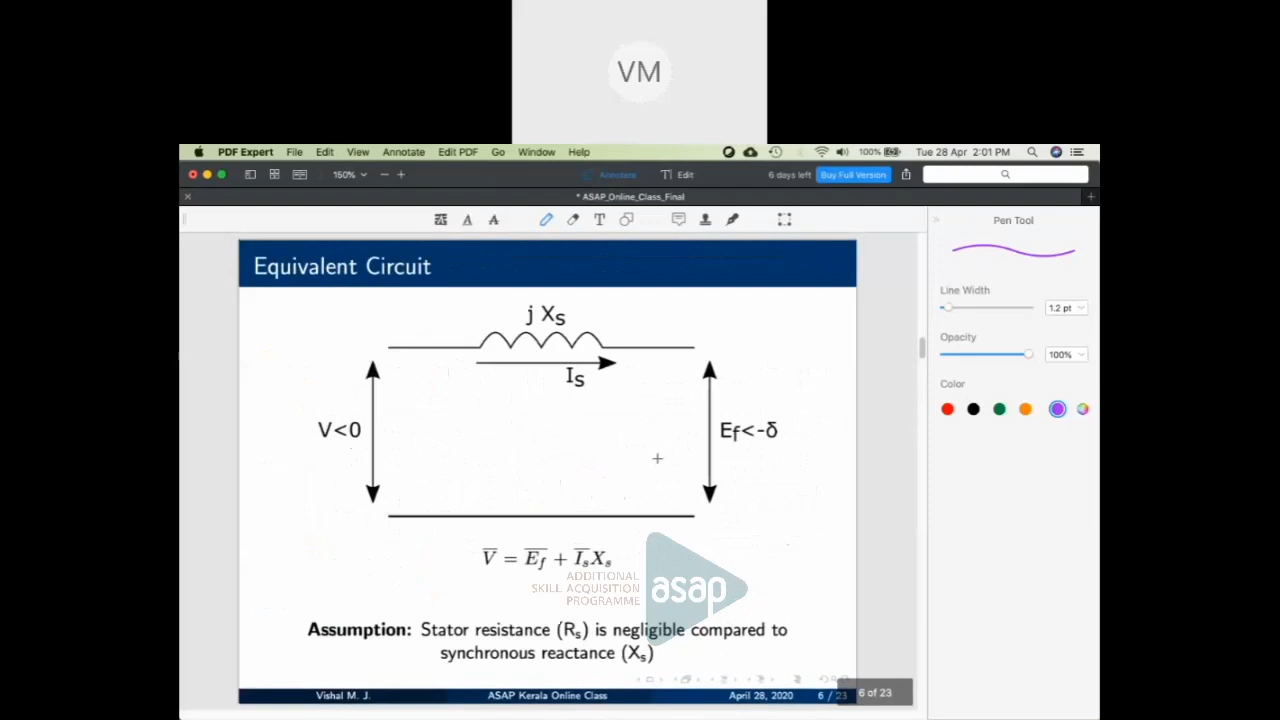 VM
PDF Expert File Edit View Annotate Edit PDF Go Window Help 100% Tue 28 Apr 2:01 PM
150% Annotate Edit 6 days left Buy Full Version
* ASAP_Online_Class_Final
Pen Tool
Line Width
1.2 pt
Opacity
100%
Color
Equivalent Circuit
j Xs
Is
V<0
Ef<-δ
V = Ef + IsXs
ADDITIONAL
SKILL ACQUISITION
PROGRAMME
asap
Assumption: Stator resistance (Rs) is negligible compared to
synchronous reactance (Xs)
Vishal M. J. ASAP Kerala Online Class April 28, 2020 6 / 23
6 of 23